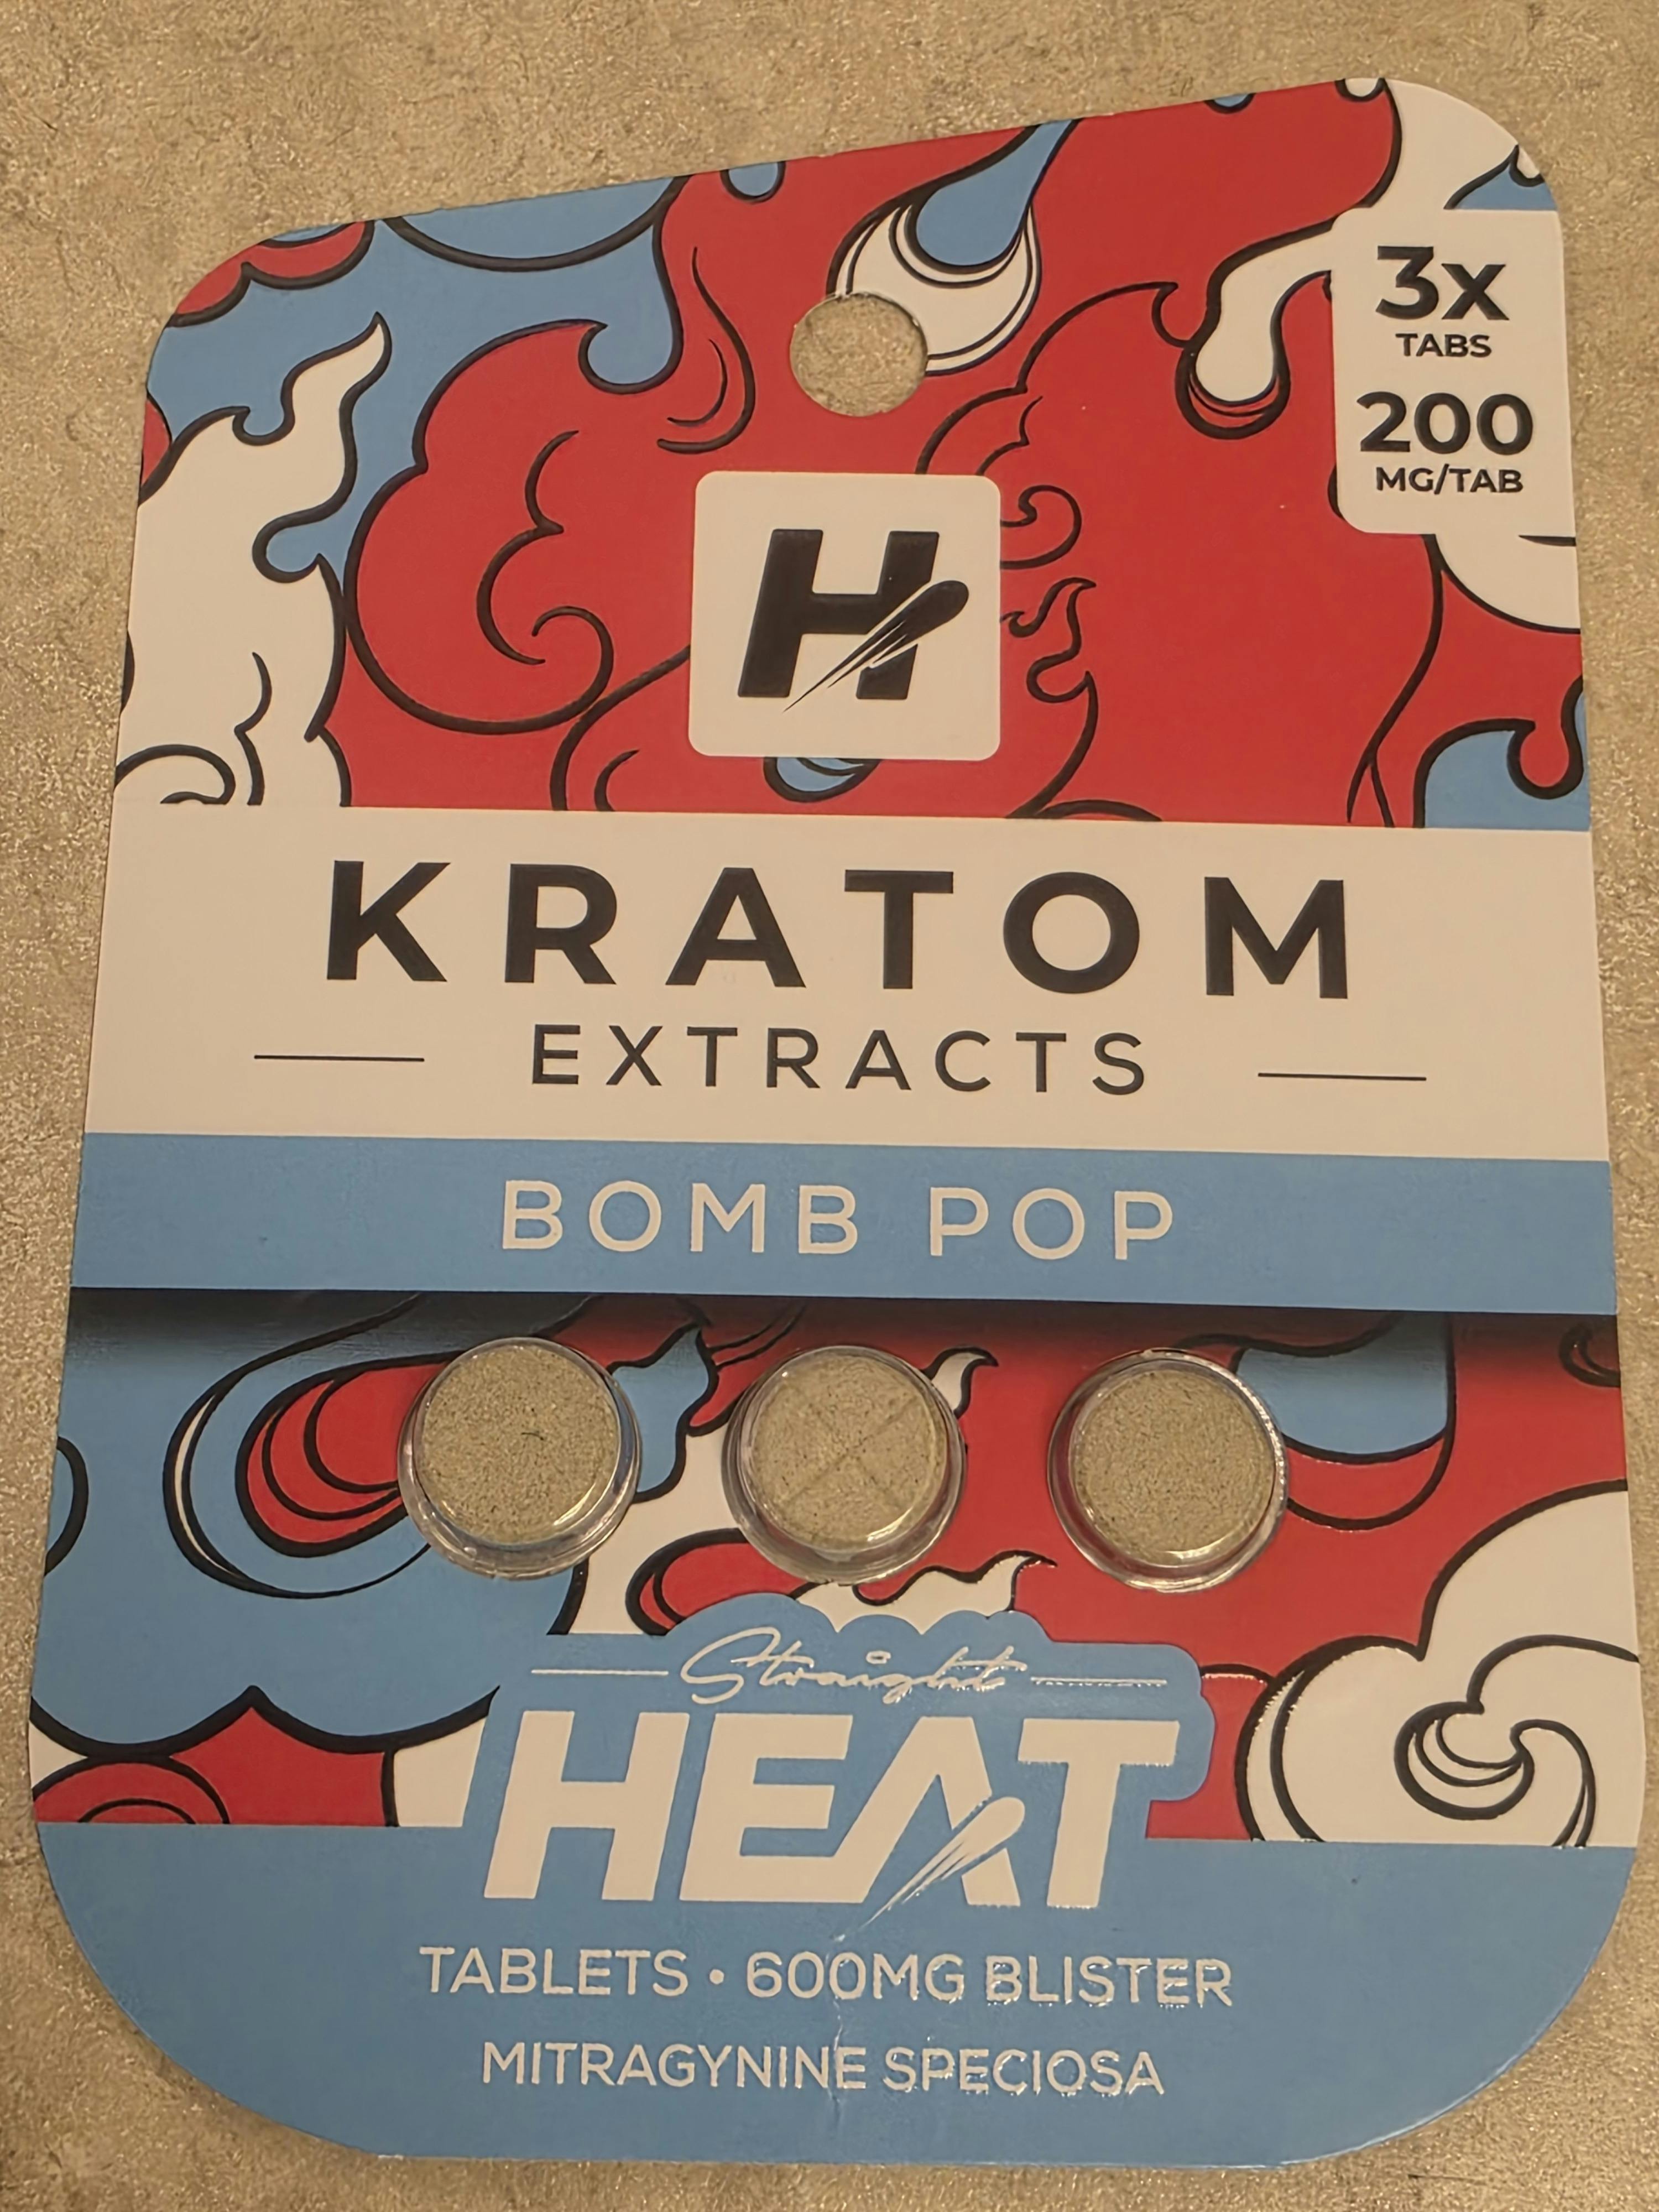 3x
TABS
200
MG/TAB
H
KRATOM
EXTRACTS
BOMB POP
Straight
HEAT
TABLETS • 600MG BLISTER
MITRAGYNINE SPECIOSA